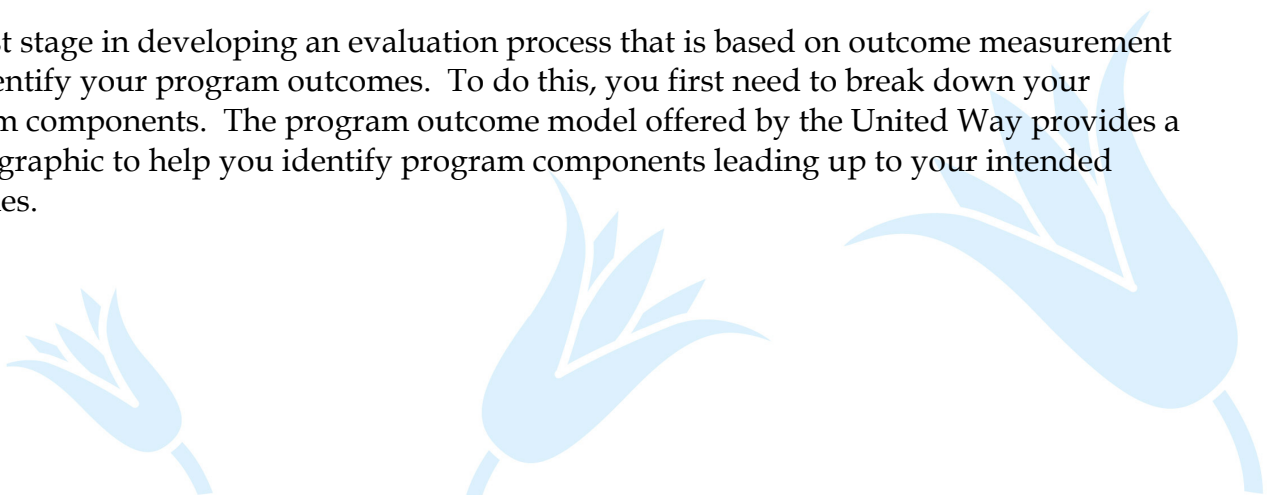 st stage in developing an evaluation process that is based on outcome measurement
entify your program outcomes.  To do this, you first need to break down your
m components.  The program outcome model offered by the United Way provides a
graphic to help you identify program components leading up to your intended
es.